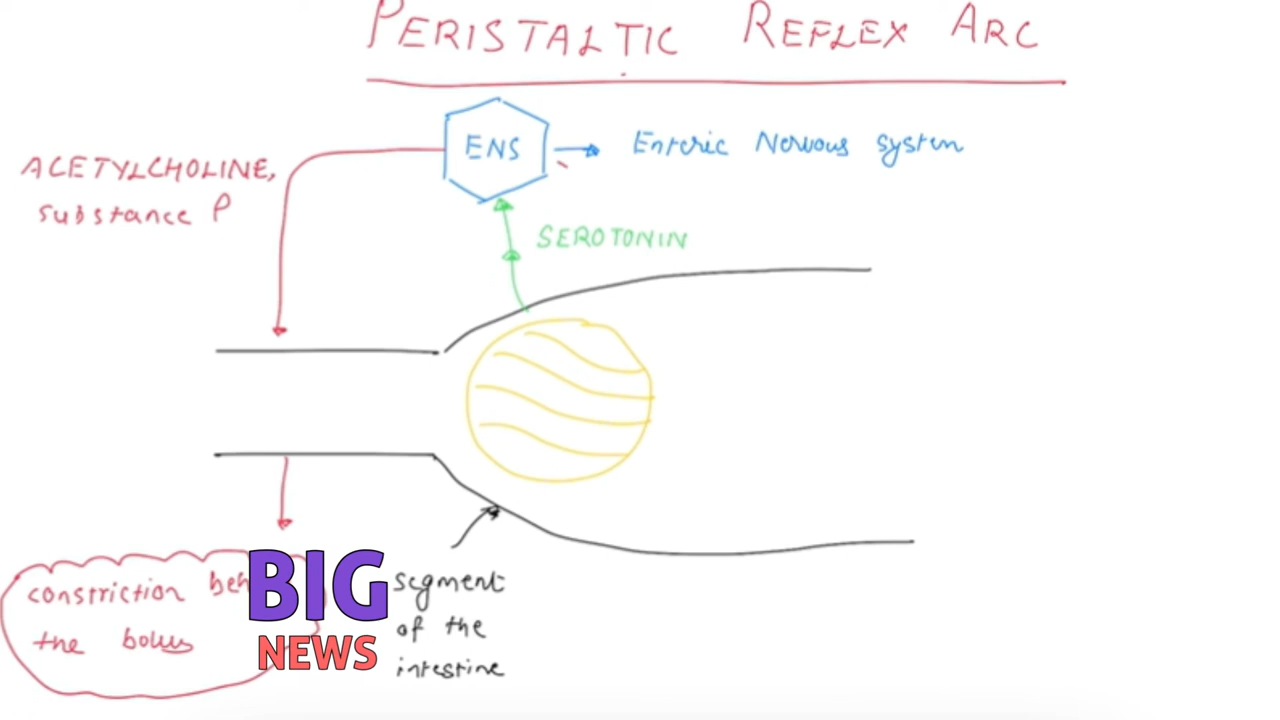 PERISTALTIC REFLEX ARC
ENS
Enteric Nervous system
ACETYLCHOLINE,
substance P
SEROTONIN
constriction
the bolus
BIG
NEWS
segment
of the
intestine